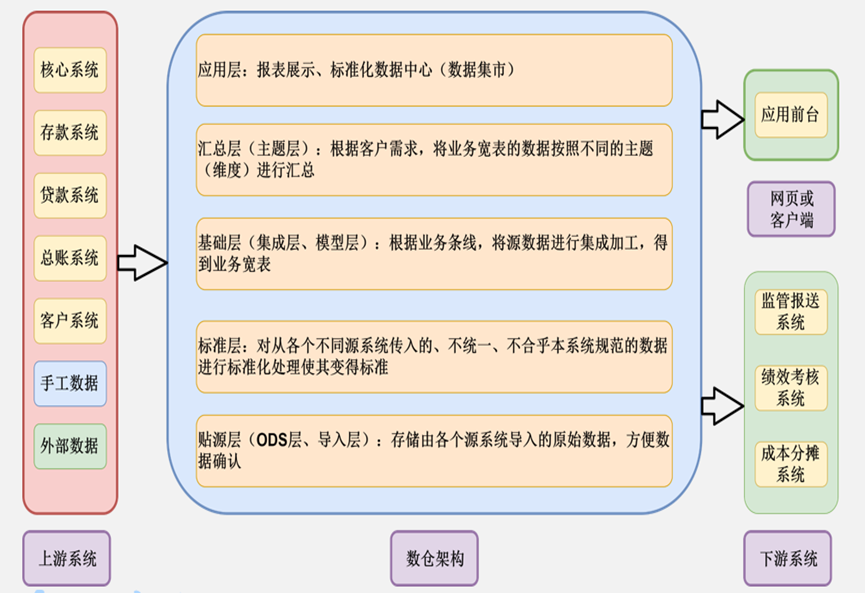 核心系统
存款系统
贷款系统
总账系统
客户系统
手工数据
外部数据
上游系统
应用层：报表展示、标准化数据中心（数据集市）
汇总层（主题层）：根据客户需求，将业务宽表的数据按照不同的主题
（维度）进行汇总
基础层（集成层、模型层）：根据业务条线，将源数据进行集成加工，得
到业务宽表
标准层：对从各个不同源系统传入的、不统一、不合乎本系统规范的数据
进行标准化处理使其变得标准
贴源层（ODS层、导入层）：存储由各个源系统导入的原始数据，方便数
据确认
数仓架构
应用前台
网页或
客户端
监管报送
系统
绩效考核
系统
成本分摊
系统
下游系统